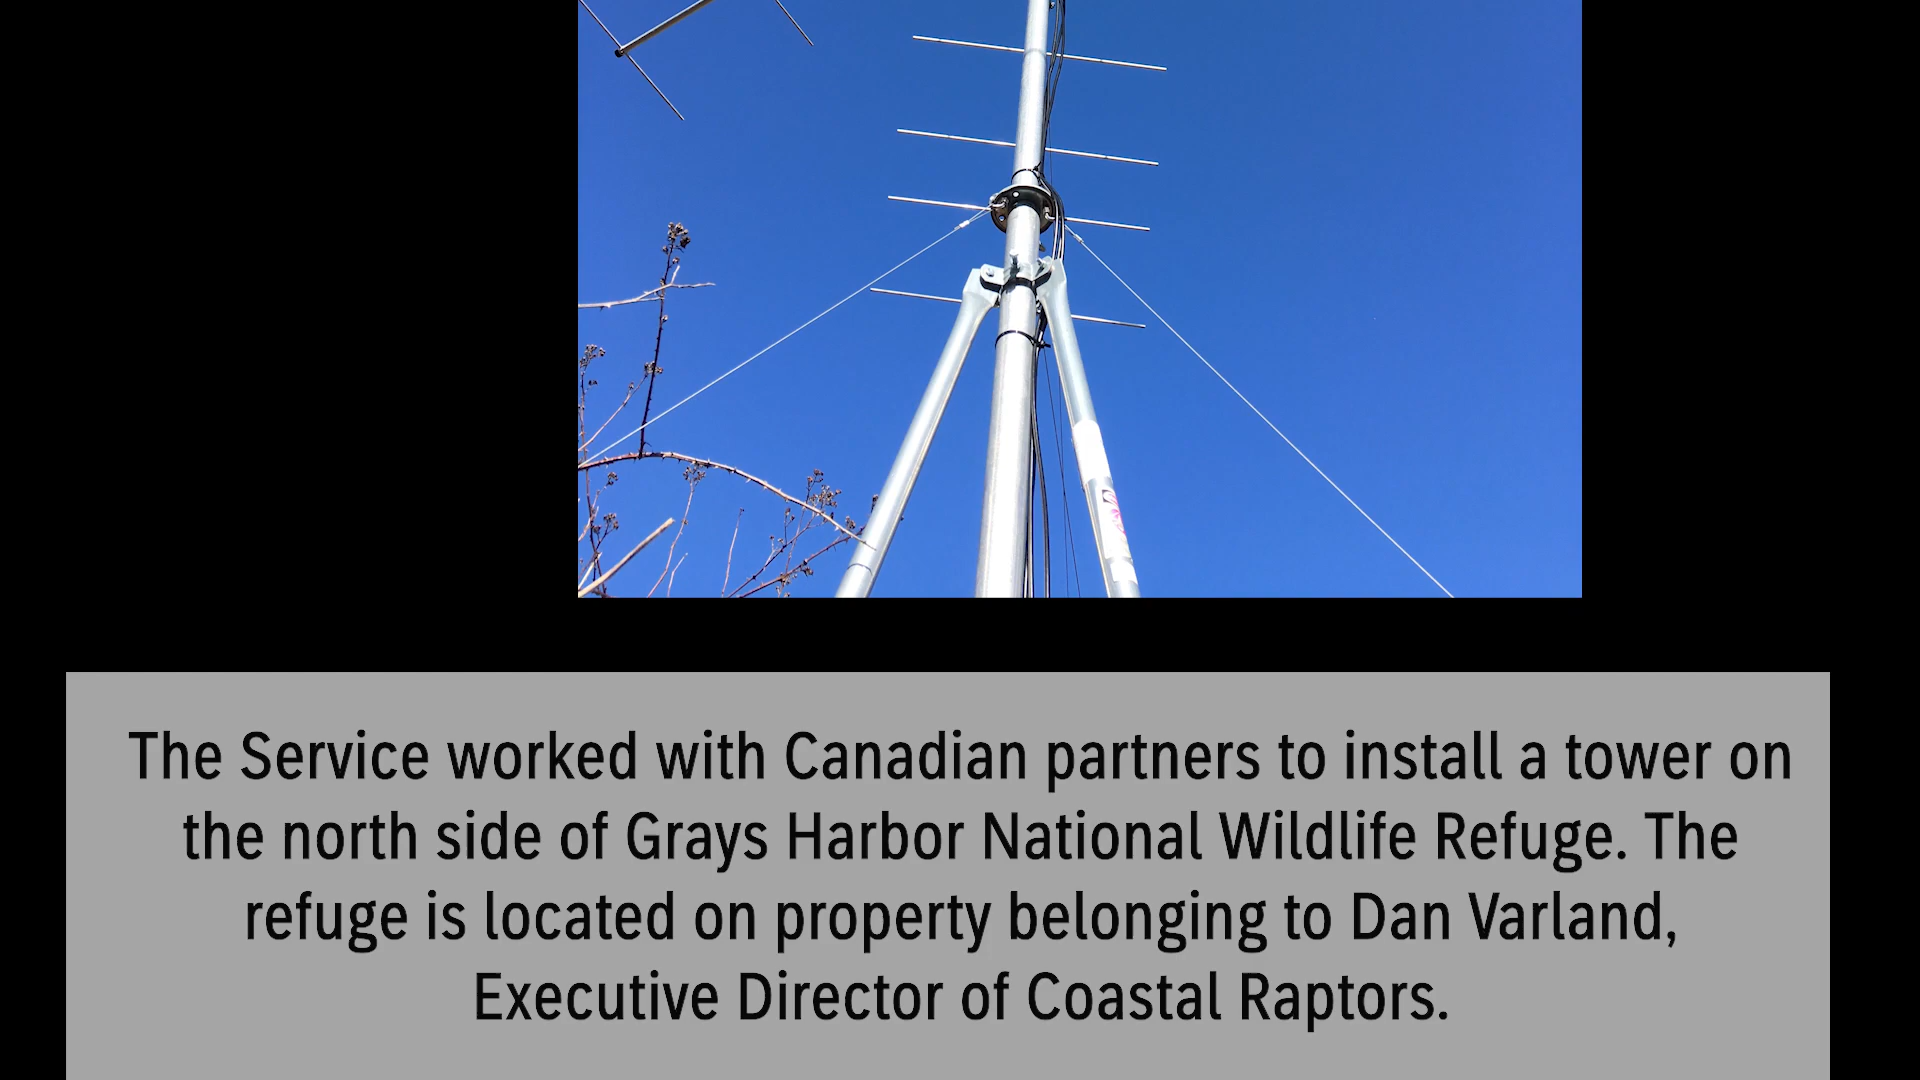 The Service worked with Canadian partners to install a tower on
the north side of Grays Harbor National Wildlife Refuge. The
refuge is located on property belonging to Dan Varland,
Executive Director of Coastal Raptors.